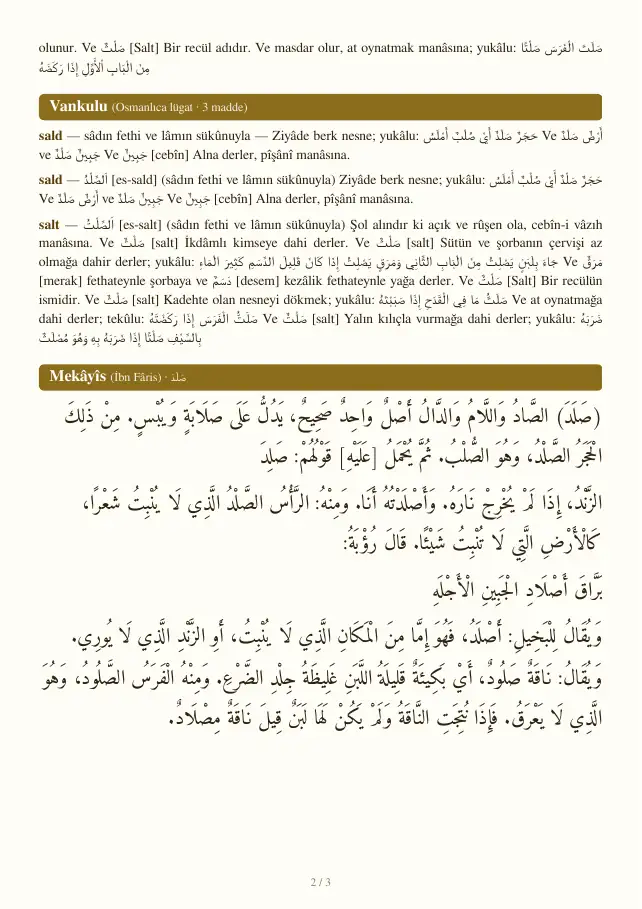 olunur. Ve صَلْتٌ [Salt] Bir recül adıdır. Ve masdar olur, at oynatmak manâsına; yukâlu: صَلَتَ الْفَرَسَ صَلْتًا
مِنَ الْبَابِ الْأَوَّلِ إِذَا رَكَضَهُ
Vankulu (Osmanlıca lügat · 3 madde)
sald — sâdın fethi ve lâmın sükûnuyla — Ziyâde berk nesne; yukâlu: حَجَرٌ صَلْدٌ أَيْ صُلْبٌ أَمْلَسُ Ve أَرْضٌ صَلْدٌ
ve جَبِينٌ صَلْدٌ Ve جَبِينٌ [cebîn] Alna derler, pîşânî manâsına.
sald — اَلصَّلْدُ [es-sald] (sâdın fethi ve lâmın sükûnuyla) Ziyâde berk nesne; yukâlu: حَجَرٌ صَلْدٌ أَيْ صُلْبٌ أَمْلَسُ
Ve أَرْضٌ صَلْدٌ ve جَبِينٌ صَلْدٌ Ve جَبِينٌ [cebîn] Alna derler, pîşânî manâsına.
salt — اَلصَّلْتُ [es-salt] (sâdın fethi ve lâmın sükûnuyla) Şol alındır ki açık ve rûşen ola, cebîn-i vâzıh
manâsına. Ve صَلْتٌ [salt] İkdâmlı kimseye dahi derler. Ve صَلْتٌ [salt] Sütün ve şorbanın çervişi az
olmağa dahir derler; yukâlu: جَاءَ بِلَبَنٍ يَصْلِتُ مِنَ الْبَابِ الثَّانِي وَمَرَقٍ يَصْلِتُ إِذَا كَانَ قَلِيلَ الدَّسَمِ كَثِيرَ الْمَاءِ Ve مَرَقٌ
[merak] fethateynle şorbaya ve دَسَمٌ [desem] kezâlik fethateynle yağa derler. Ve صَلْتٌ [Salt] Bir recülün
ismidir. Ve صَلْتٌ [salt] Kadehte olan nesneyi dökmek; yukâlu: صَلَتُّ مَا فِي الْقَدَحِ إِذَا صَبَبْتَهُ Ve at oynatmağa
dahi derler; tekûlu: صَلَتُّ الْفَرَسَ إِذَا رَكَضْتَهُ Ve صَلْتٌ [salt] Yalın kılıçla vurmağa dahi derler; yukâlu: ضَرَبَهُ
بِالسَّيْفِ صَلْتًا إِذَا ضَرَبَهُ بِهِ وَهُوَ مُصْلَتٌ
Mekâyîs (İbn Fâris) · صَلَدَ
(صَلَدَ) الصَّادُ وَاللَّامُ وَالدَّالُ أَصْلٌ وَاحِدٌ صَحِيحٌ، يَدُلُّ عَلَى صَلَابَةٍ وَيُبْسٍ. مِنْ ذَلِكَ
الْحَجَرُ الصَّلْدُ، وَهُوَ الصُّلْبُ. ثُمَّ يُحْمَلُ [عَلَيْهِ] قَوْلُهُمْ: صَلِدَ
الزَّنْدُ، إِذَا لَمْ يُخْرِجْ نَارَهُ. وَأَصْلَدْتُهُ أَنَا. وَمِنْهُ: الرَّأْسُ الصَّلْدُ الَّذِي لَا يُنْبِتُ شَعْرًا،
كَالْأَرْضِ الَّتِي لَا تُنْبِتُ شَيْئًا. قَالَ رُؤْبَةُ:
بَرَّاقَ أَصْلَادِ الْجَبِينِ الْأَجْلَهِ
وَيُقَالُ لِلْبَخِيلِ: أَصْلَدُ، فَهُوَ إِمَّا مِنَ الْمَكَانِ الَّذِي لَا يُنْبِتُ، أَوِ الزَّنْدِ الَّذِي لَا يُورِي.
وَيُقَالُ: نَاقَةٌ صَلُودٌ، أَيْ بَكِيئَةٌ قَلِيلَةُ اللَّبَنِ غَلِيظَةُ جِلْدِ الضَّرْعِ. وَمِنْهُ الْفَرَسُ الصَّلُودُ، وَهُوَ
الَّذِي لَا يَعْرَقُ. فَإِذَا نُتِجَتِ النَّاقَةُ وَلَمْ يَكُنْ لَهَا لَبَنٌ قِيلَ نَاقَةٌ مِصْلَادٌ.
2 / 3